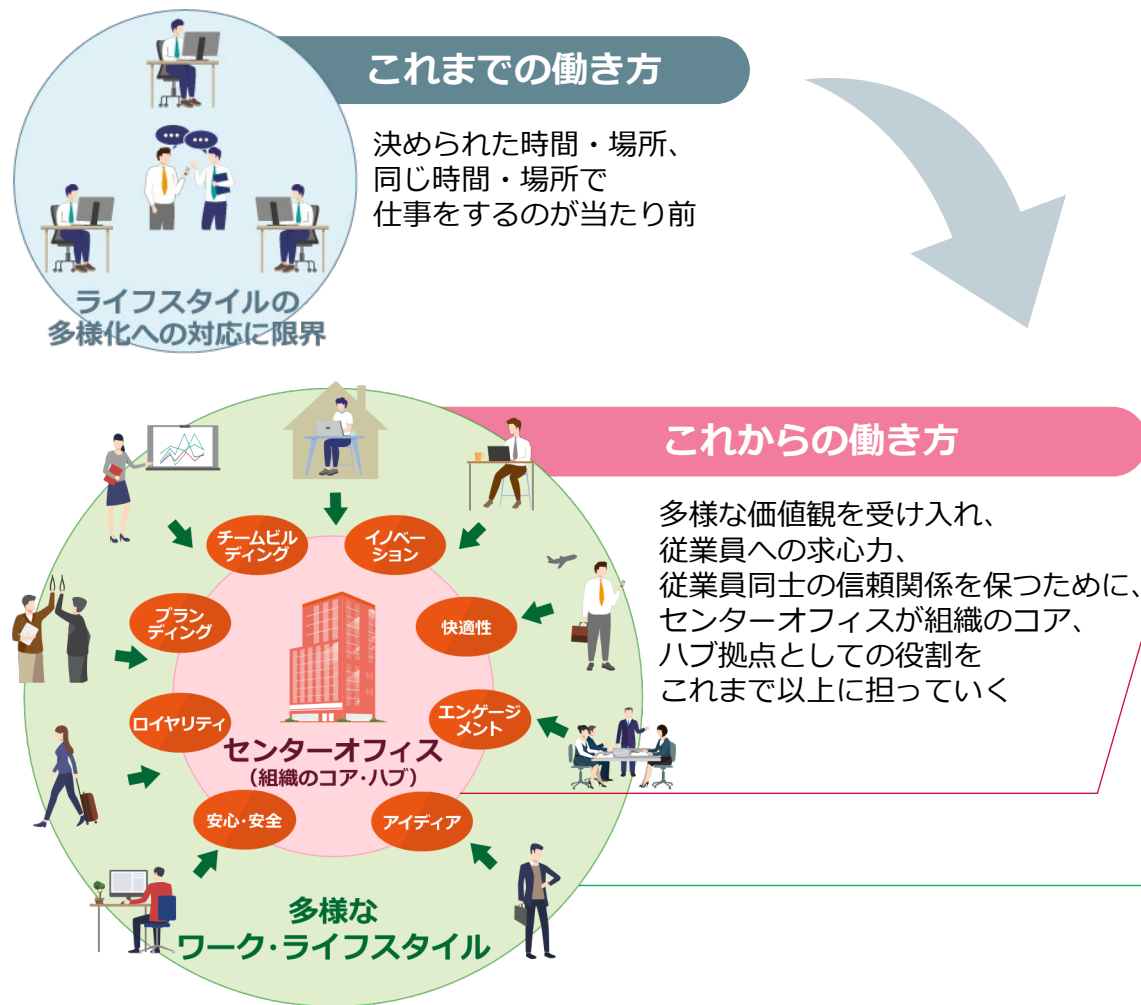 これまでの働き方
決められた時間・場所、
同じ時間・場所で
仕事をするのが当たり前
ライフスタイルの
多様化への対応に限界
これからの働き方
多様な価値観を受け入れ、
従業員への求心力、
従業員同士の信頼関係を保つために、
センターオフィスが組織のコア、
ハブ拠点としての役割を
これまで以上に担っていく
チームビル
ディング
イノベー
ション
ブラン
ディング
快適性
ロイヤリティ
エンゲージ
メント
センターオフィス
（組織のコア・ハブ）
安心・安全
アイディア
多様な
ワーク・ライフスタイル